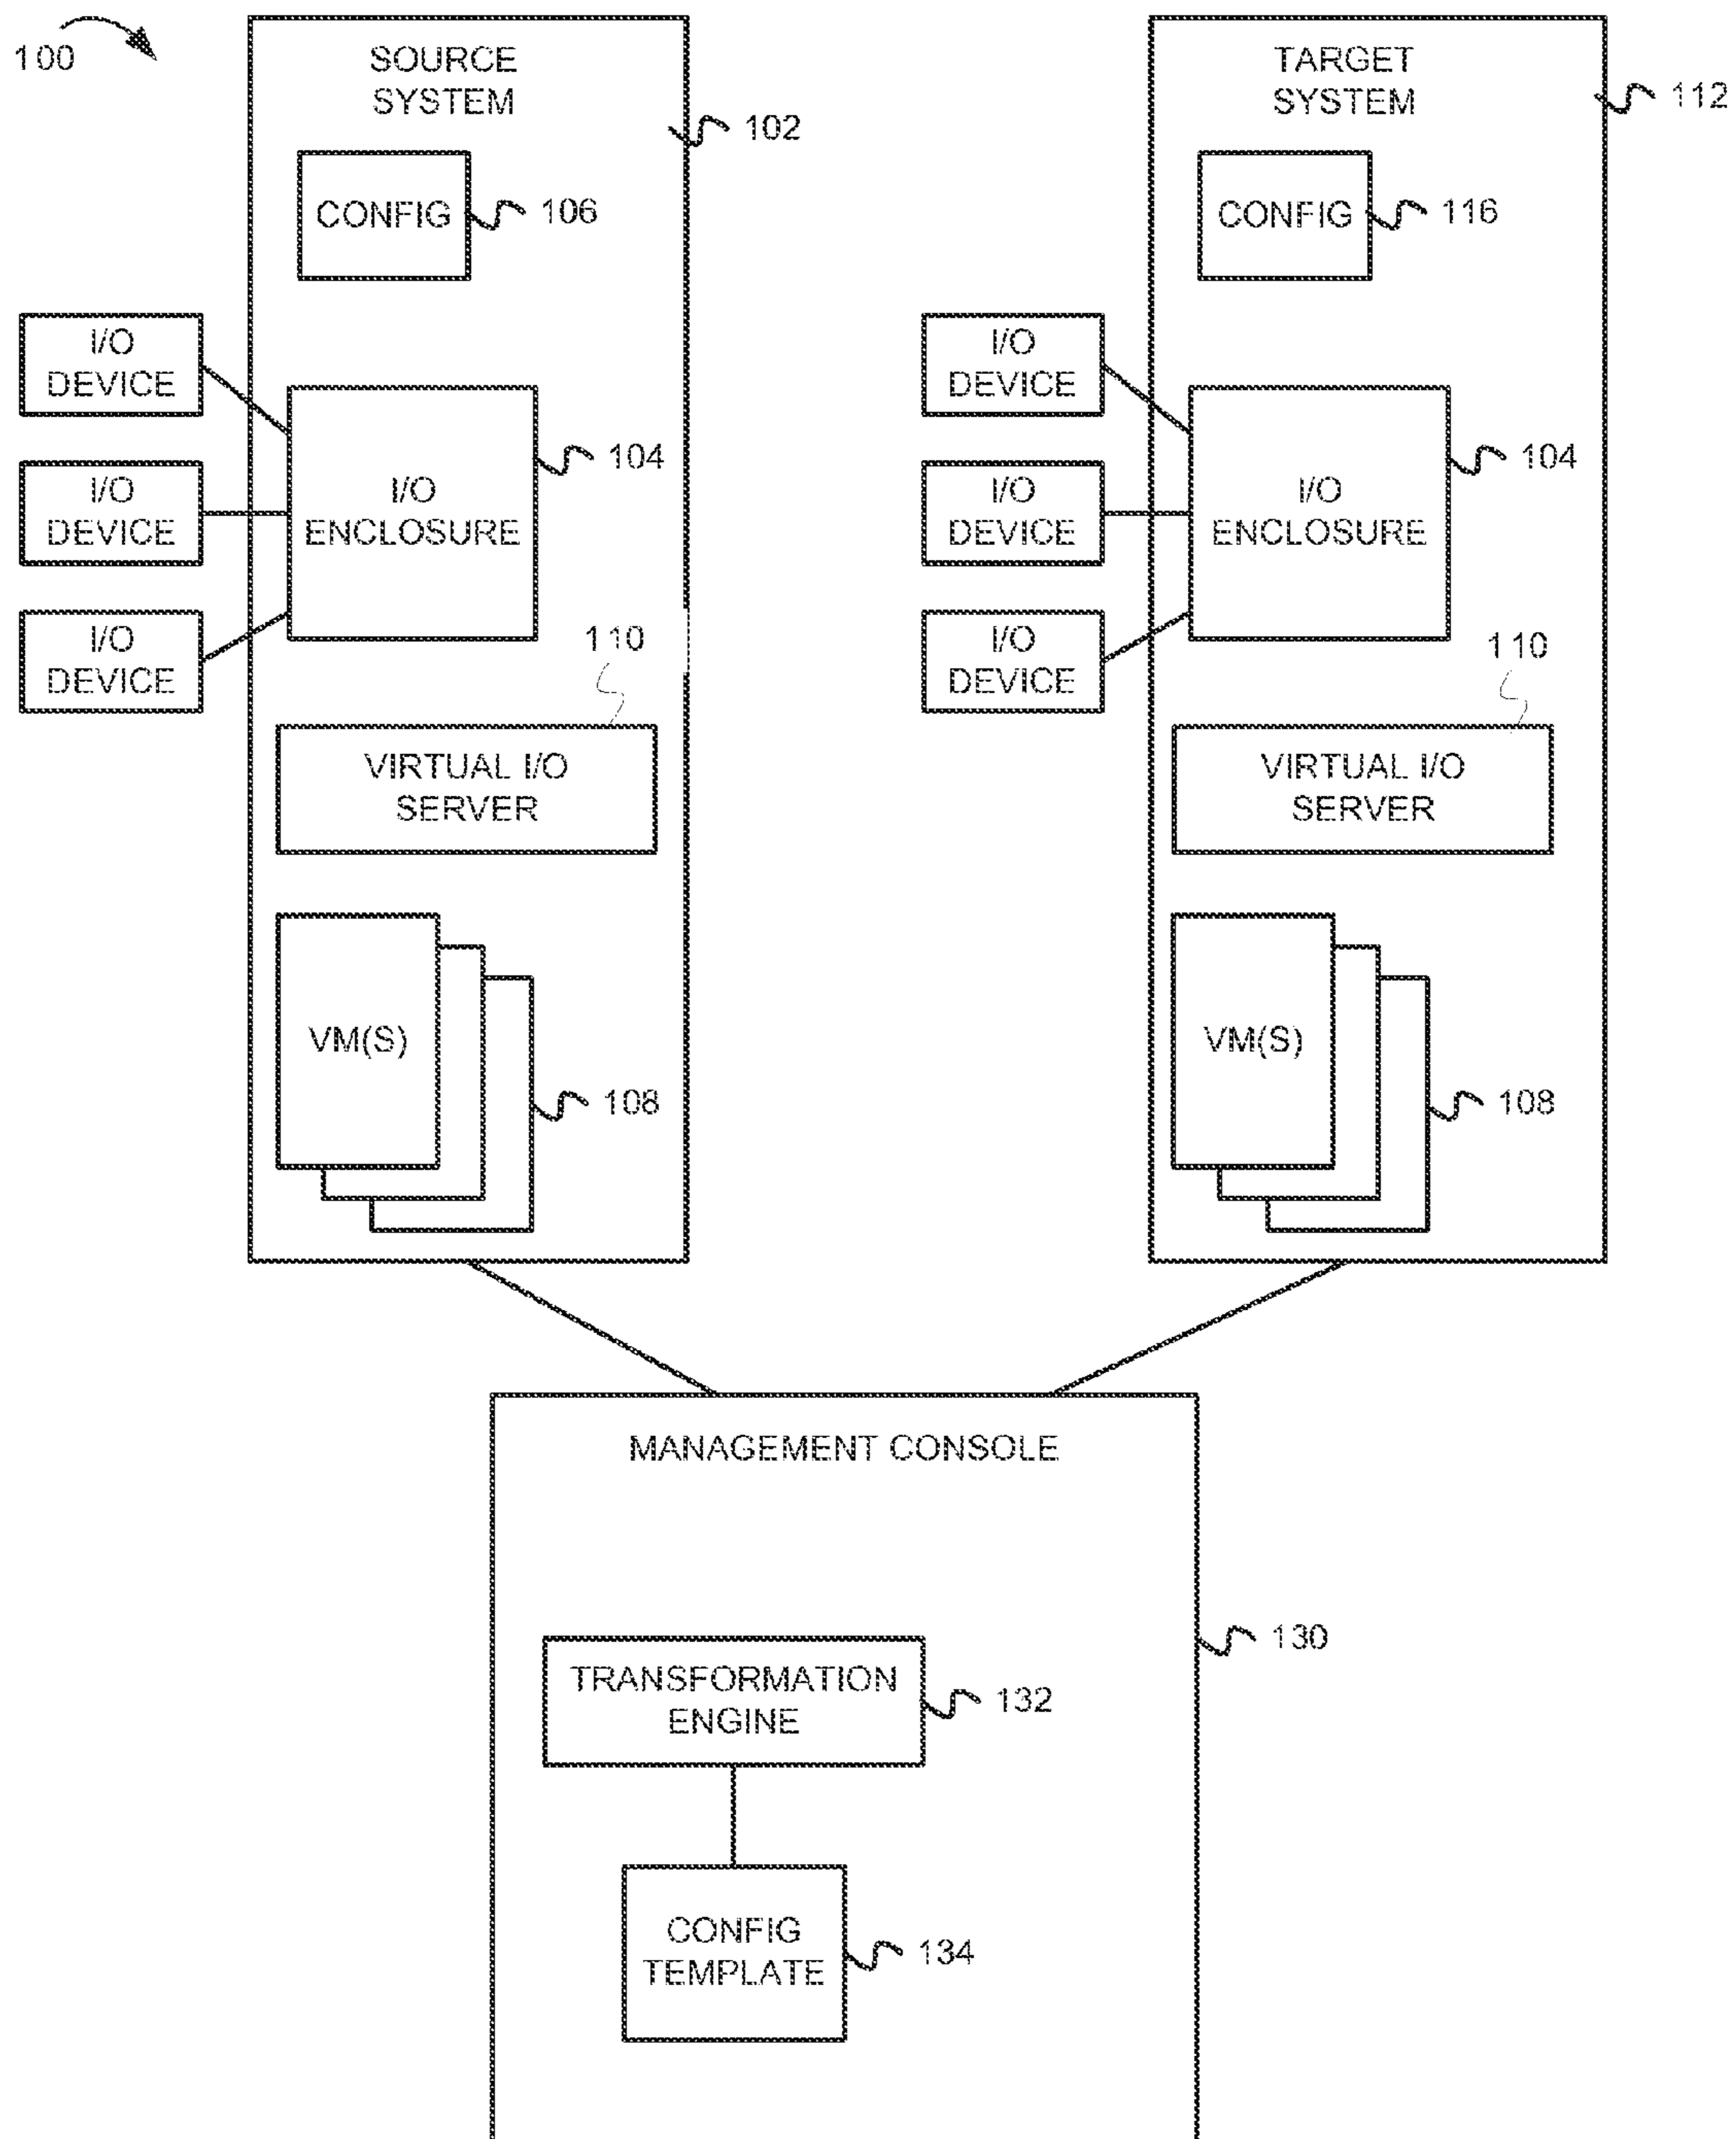 100
SOURCE
SYSTEM
102
CONFIG
106
I/O
DEVICE
I/O
DEVICE
I/O
DEVICE
I/O
ENCLOSURE
104
110
VIRTUAL I/O
SERVER
VM(S)
108
TARGET
SYSTEM
112
CONFIG
116
I/O
DEVICE
I/O
DEVICE
I/O
DEVICE
I/O
ENCLOSURE
104
110
VIRTUAL I/O
SERVER
VM(S)
108
MANAGEMENT CONSOLE
130
TRANSFORMATION
ENGINE
132
CONFIG
TEMPLATE
134